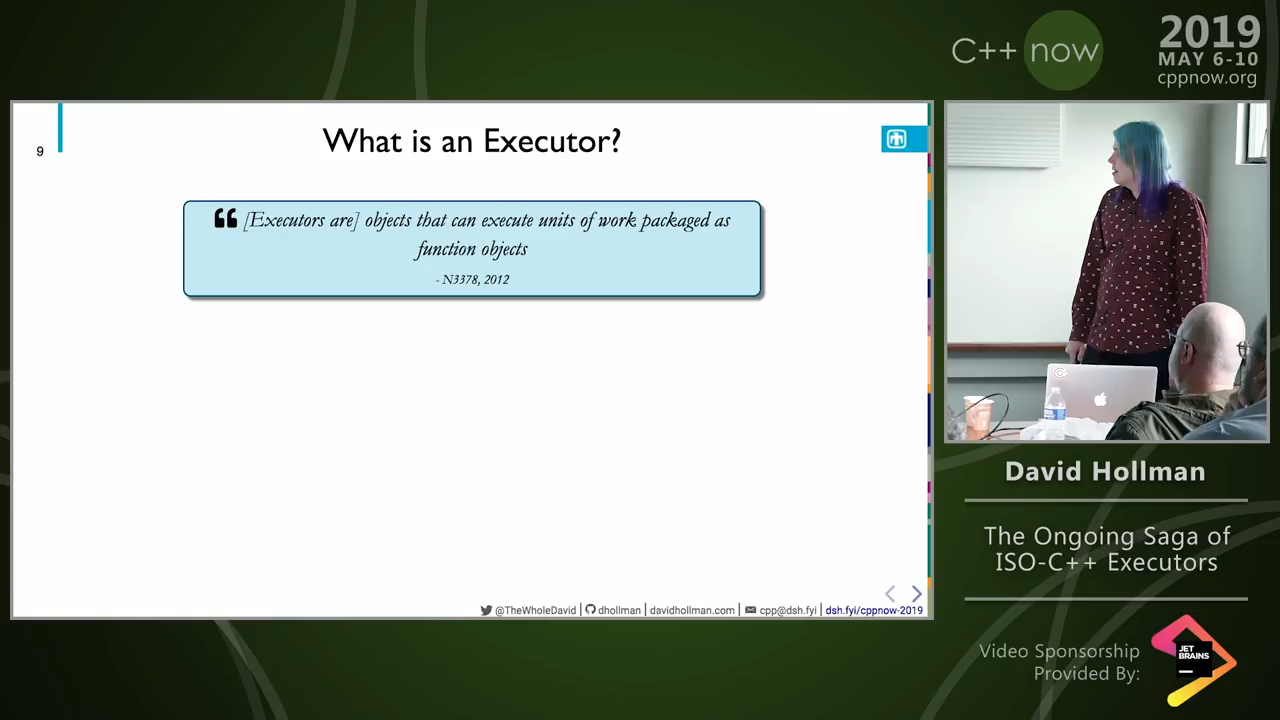 C++ now
2019
MAY 6-10
cppnow.org
9
What is an Executor?
“ [Executors are] objects that can execute units of work packaged as
function objects
- N3378, 2012
@TheWholeDavid | dhollman | davidhollman.com | cpp@dsh.fyi | dsh.fyi/cppnow-2019
David Hollman
The Ongoing Saga of
ISO-C++ Executors
Video Sponsorship
Provided By:
JET
BRAINS